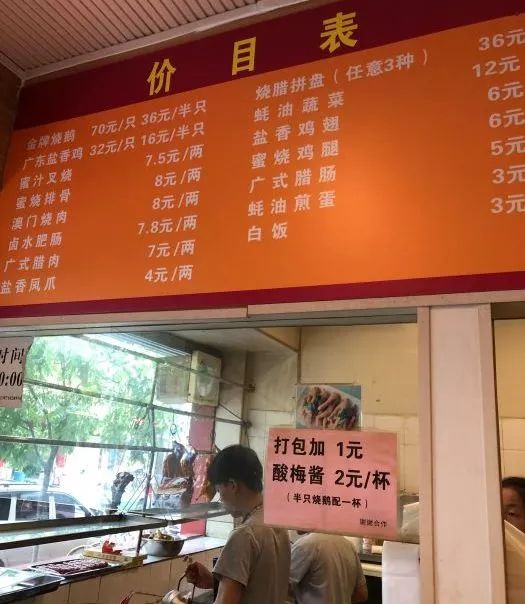 价目表
金牌烧鹅 70元/只 36元/半只
广东盐香鸡 32元/只 16元/半只
蜜汁叉烧 7.5元/两
蜜烧排骨 8元/两
澳门烧肉 8元/两
卤水肥肠 7.8元/两
广式腊肉 7元/两
盐香凤爪 4元/两
烧腊拼盘（任意3种） 36元
蚝油蔬菜 12元
盐香鸡翅 6元
蜜烧鸡腿 6元
广式腊肠 5元
蚝油煎蛋 3元
白饭 3元
时间
0:00
打包加 1元
酸梅酱 2元/杯
（半只烧鹅配一杯）
谢谢合作